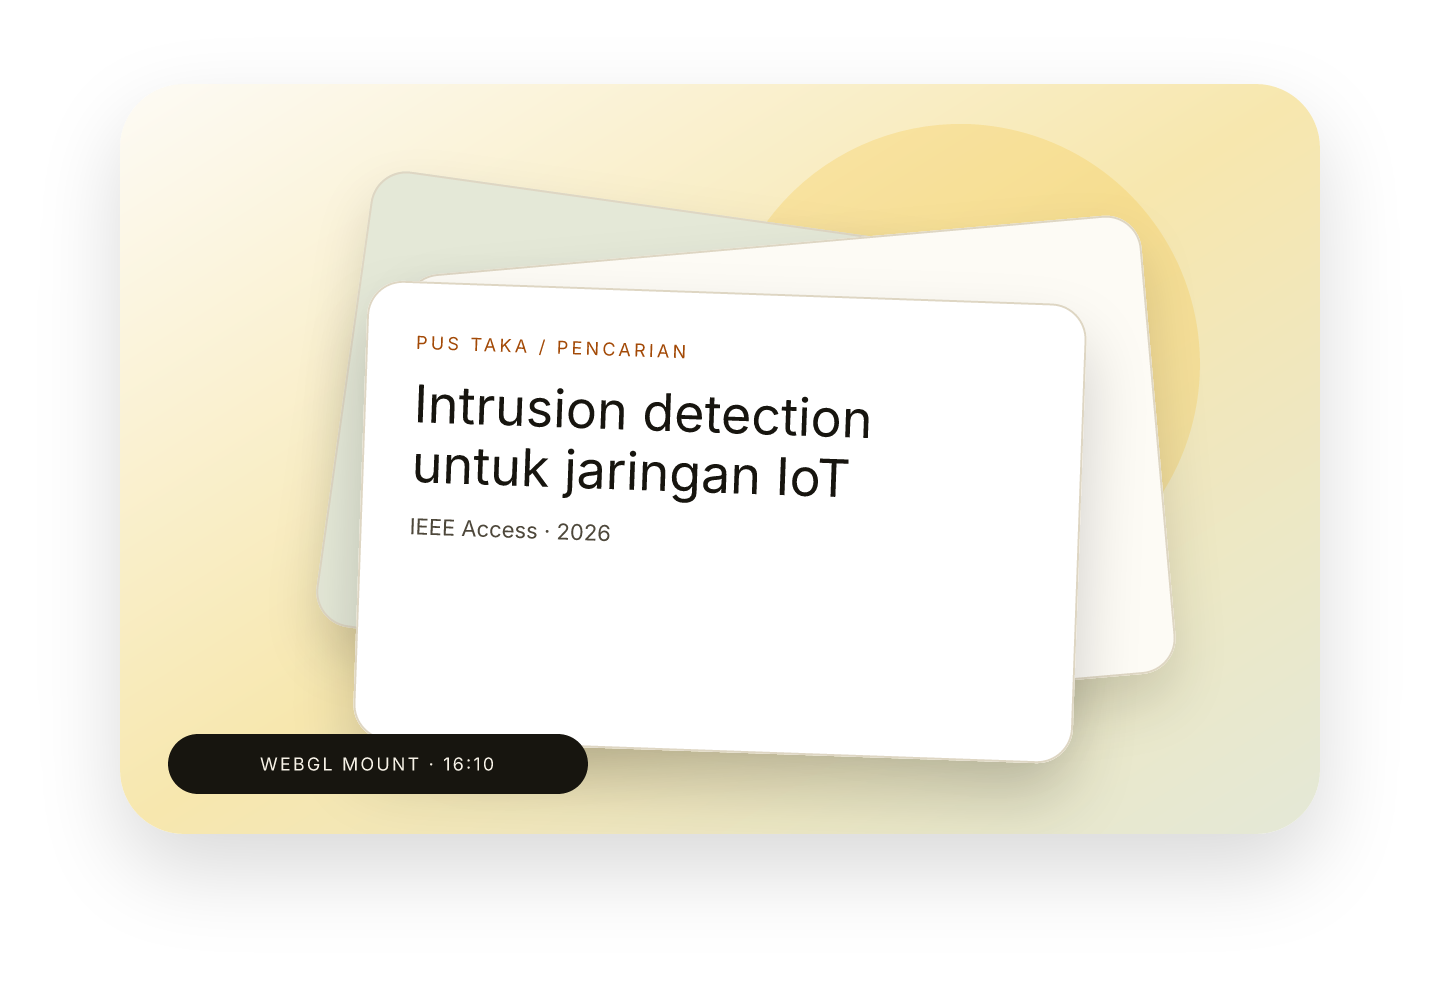 PUS TAKA / PENCARIAN
Intrusion detection
untuk jaringan IoT
IEEE Access · 2026
WEBGL MOUNT · 16:10